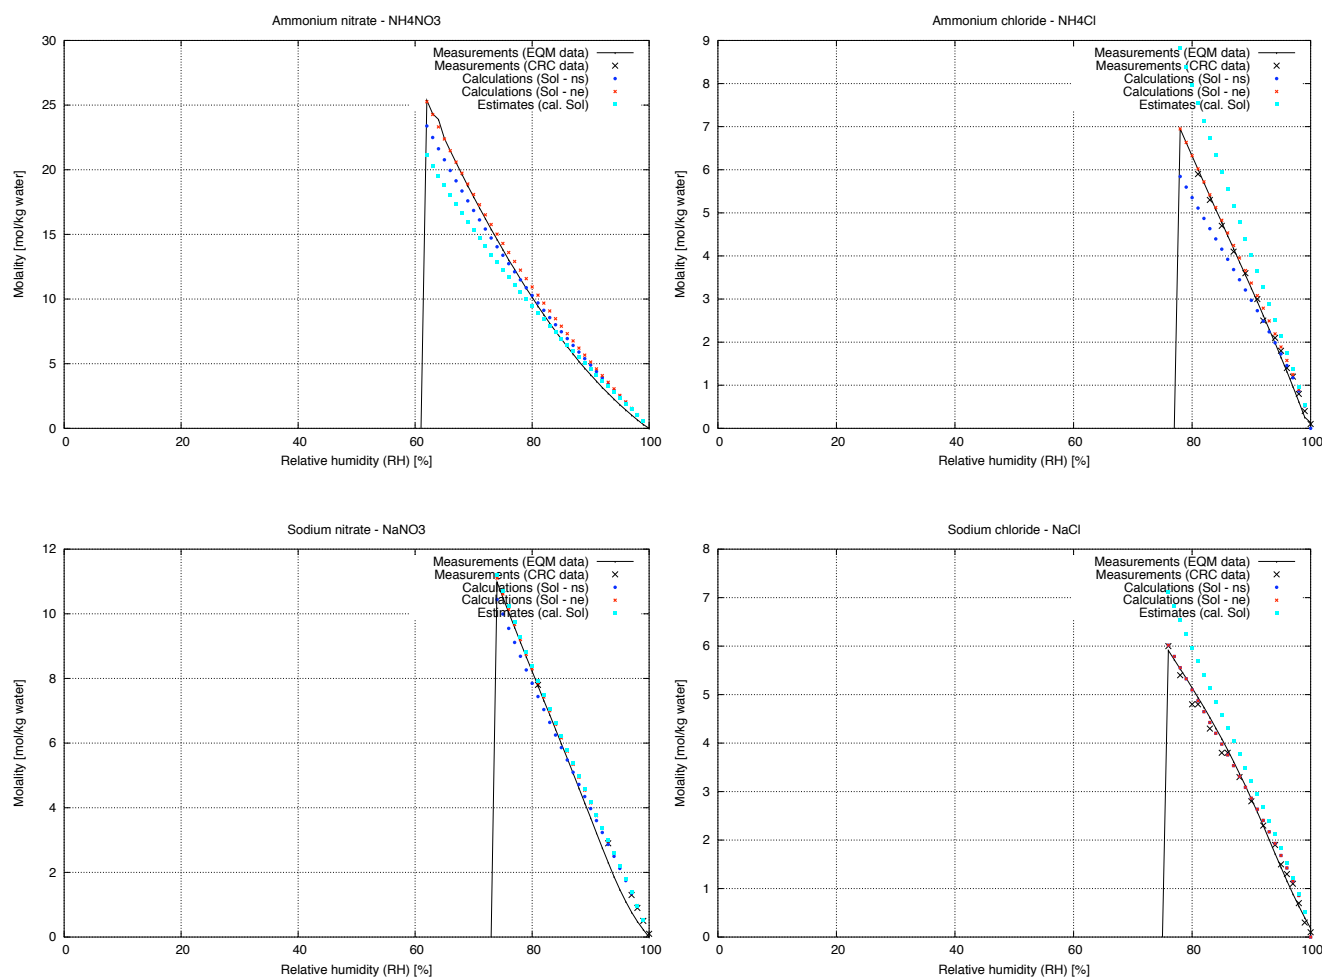 Ammonium nitrate - NH4NO3
30
25
20
15
10
5
0
0 20 40 60 80 100
Molality [mol/kg water]
Relative humidity (RH) [%]
Measurements (EQM data)
Measurements (CRC data)
Calculations (Sol - ns)
Calculations (Sol - ne)
Estimates (cal. Sol)
Ammonium chloride - NH4Cl
9
8
7
6
5
4
3
2
1
0
0 20 40 60 80 100
Molality [mol/kg water]
Relative humidity (RH) [%]
Measurements (EQM data)
Measurements (CRC data)
Calculations (Sol - ns)
Calculations (Sol - ne)
Estimates (cal. Sol)
Sodium nitrate - NaNO3
12
10
8
6
4
2
0
0 20 40 60 80 100
Molality [mol/kg water]
Relative humidity (RH) [%]
Measurements (EQM data)
Measurements (CRC data)
Calculations (Sol - ns)
Calculations (Sol - ne)
Estimates (cal. Sol)
Sodium chloride - NaCl
8
7
6
5
4
3
2
1
0
0 20 40 60 80 100
Molality [mol/kg water]
Relative humidity (RH) [%]
Measurements (EQM data)
Measurements (CRC data)
Calculations (Sol - ns)
Calculations (Sol - ne)
Estimates (cal. Sol)